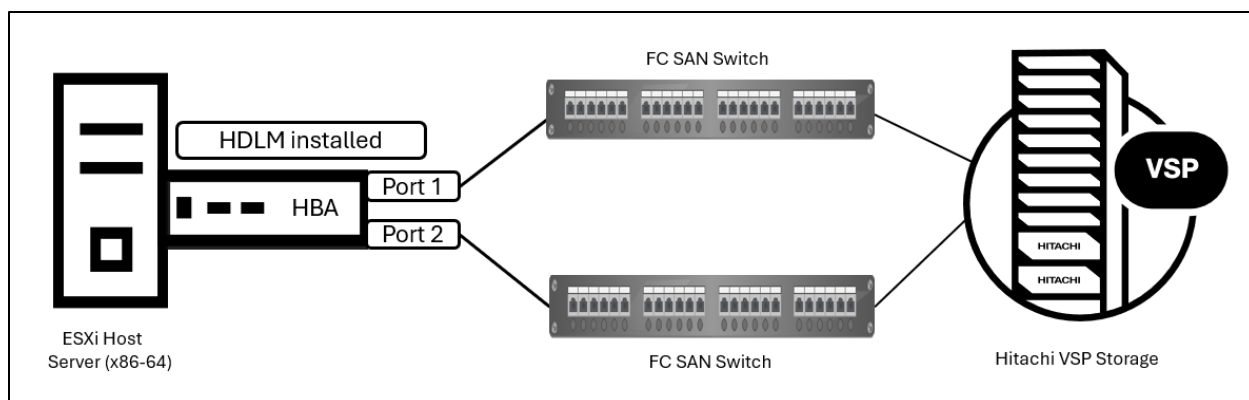 FC SAN Switch
HDLM installed
Port 1
HBA
Port 2
VSP
HITACHI
HITACHI
ESXi Host
Server (x86-64)
FC SAN Switch
Hitachi VSP Storage